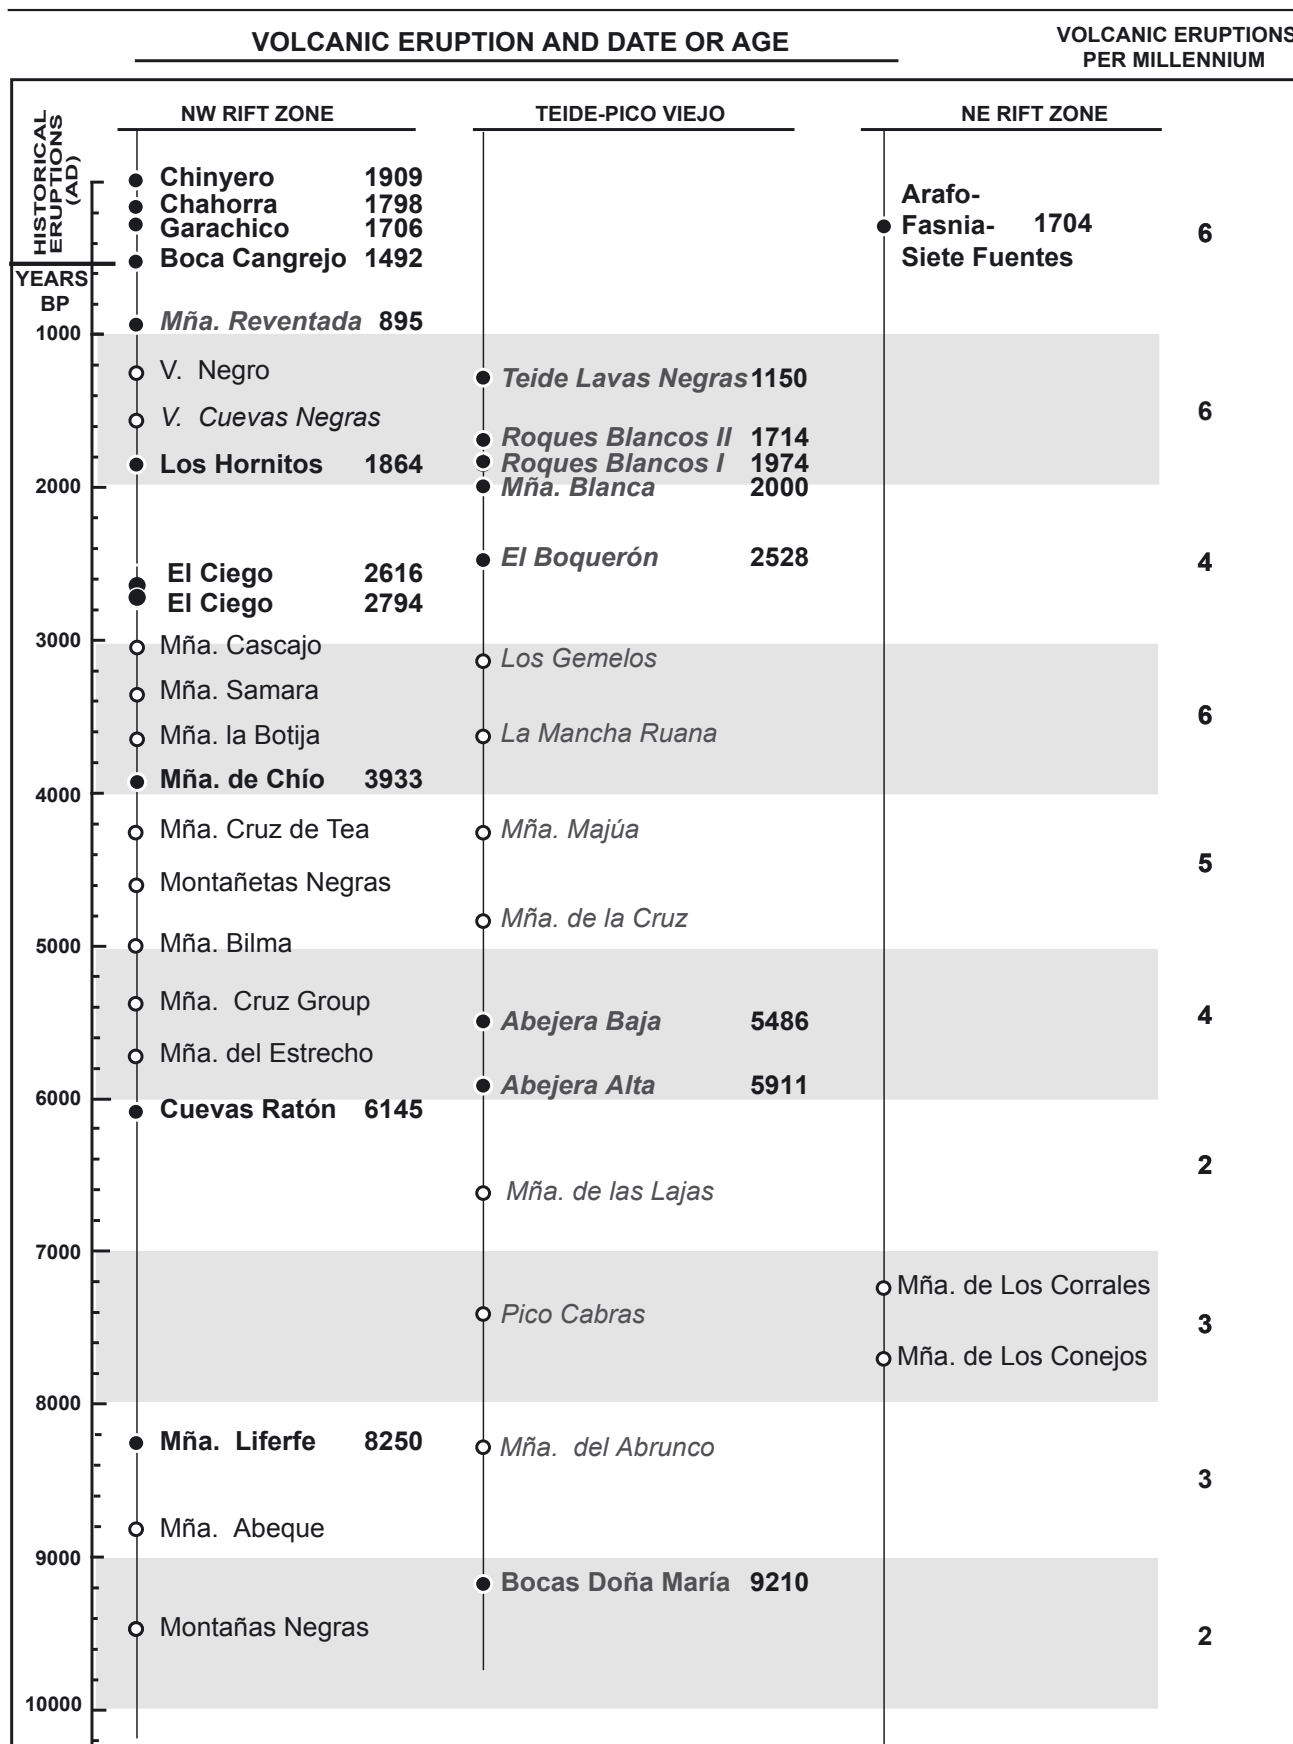 VOLCANIC ERUPTION AND DATE OR AGE
VOLCANIC ERUPTIONS
PER MILLENNIUM
HISTORICAL
ERUPTIONS
(AD)
NW RIFT ZONE
TEIDE-PICO VIEJO
NE RIFT ZONE
Chinyero 1909
Chahorra 1798
Garachico 1706
Boca Cangrejo 1492
Arafo-
Fasnia- 1704
Siete Fuentes
6
YEARS
BP
Mña. Reventada 895
1000
V. Negro
Teide Lavas Negras 1150
V. Cuevas Negras
6
Roques Blancos II 1714
Los Hornitos 1864
Roques Blancos I 1974
2000
Mña. Blanca 2000
El Boquerón 2528
4
El Ciego 2616
El Ciego 2794
3000
Mña. Cascajo
Los Gemelos
Mña. Samara
6
Mña. la Botija
La Mancha Ruana
Mña. de Chío 3933
4000
Mña. Cruz de Tea
Mña. Majúa
5
Montañetas Negras
Mña. de la Cruz
5000
Mña. Bilma
Mña. Cruz Group
4
Abejera Baja 5486
Mña. del Estrecho
Abejera Alta 5911
6000
Cuevas Ratón 6145
2
Mña. de las Lajas
7000
Mña. de Los Corrales
Pico Cabras
3
Mña. de Los Conejos
8000
Mña. Liferfe 8250
Mña. del Abrunco
3
Mña. Abeque
9000
Bocas Doña María 9210
Montañas Negras
2
10000